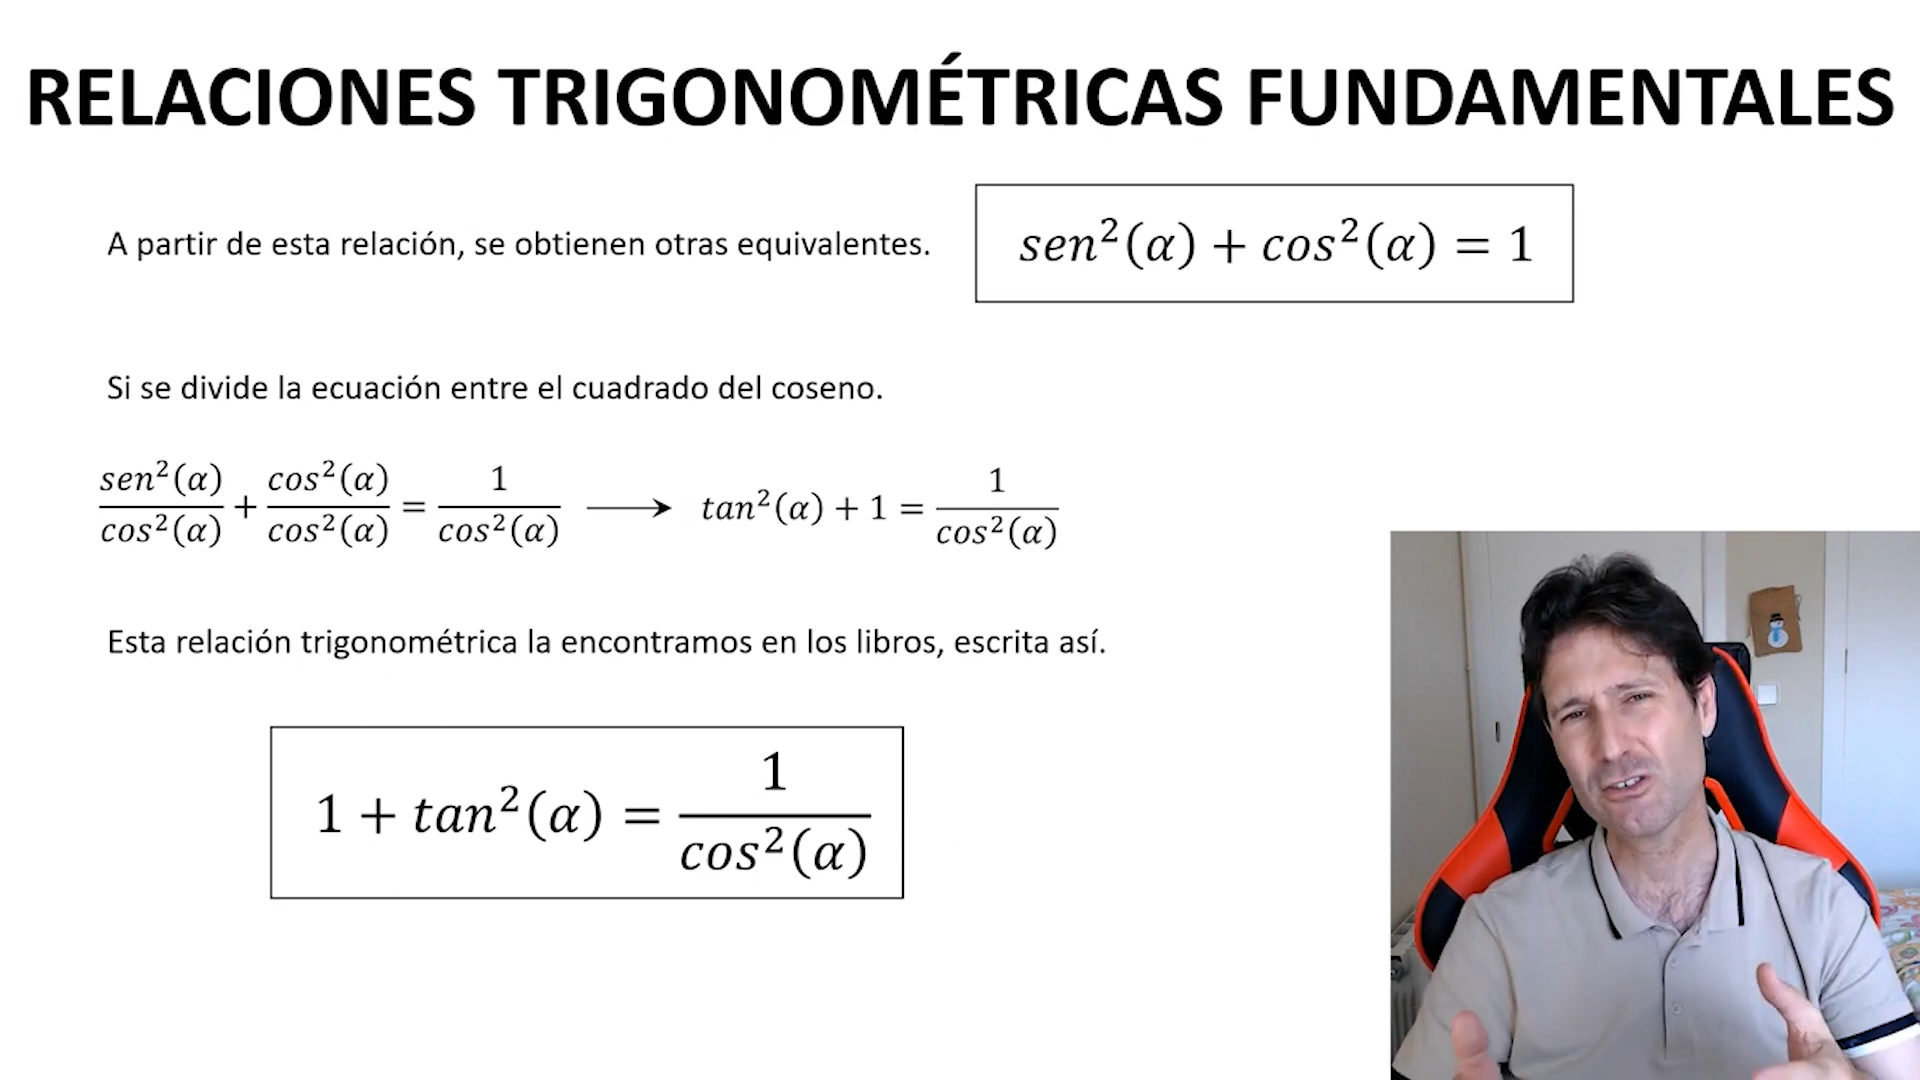 RELACIONES TRIGONOMÉTRICAS FUNDAMENTALES
A partir de esta relación, se obtienen otras equivalentes.
sen²(α) + cos²(α) = 1
Si se divide la ecuación entre el cuadrado del coseno.
sen²(α)/cos²(α) + cos²(α)/cos²(α) = 1/cos²(α) ⟶ tan²(α) + 1 = 1/cos²(α)
Esta relación trigonométrica la encontramos en los libros, escrita así.
1 + tan²(α) = 1/cos²(α)